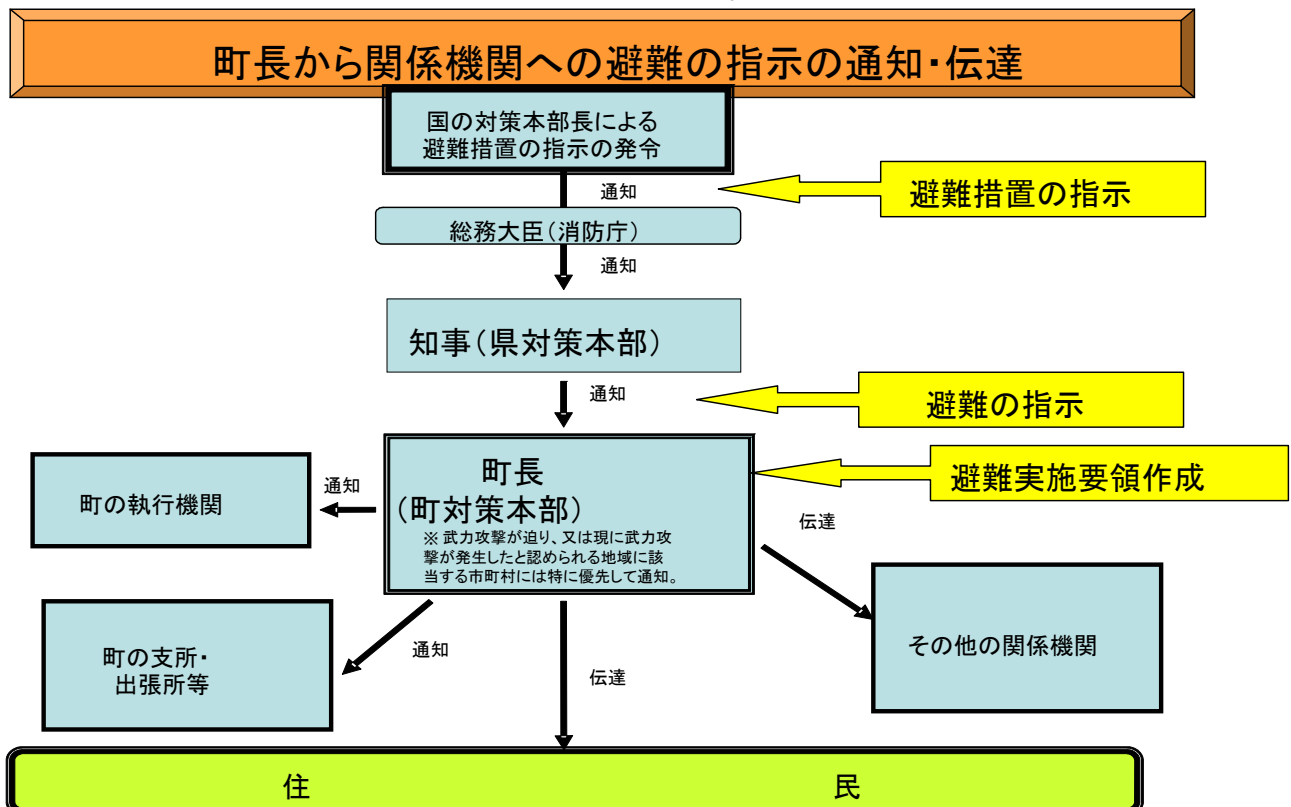 町長から関係機関への避難の指示の通知・伝達
国の対策本部長による
避難措置の指示の発令
通知
避難措置の指示
総務大臣(消防庁)
通知
知事(県対策本部)
通知
避難の指示
町長
(町対策本部)
※ 武力攻撃が迫り、又は現に武力攻
撃が発生したと認められる地域に該
当する市町村には特に優先して通知。
避難実施要領作成
町の執行機関
通知
伝達
町の支所・
出張所等
通知
伝達
その他の関係機関
住 民